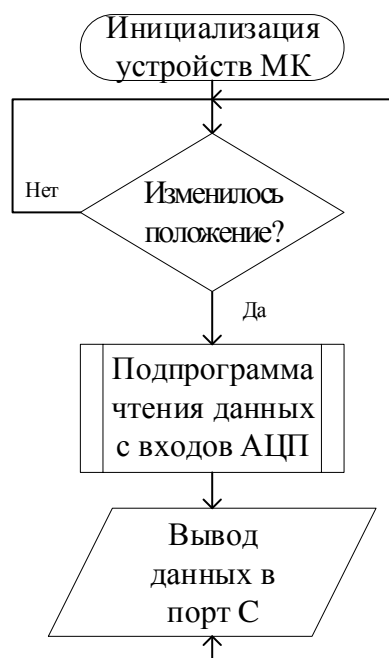 Инициализация
устройств МК
Нет
Изменилось
положение?
Да
Подпрограмма
чтения данных
с входов АЦП
Вывод
данных в
порт С